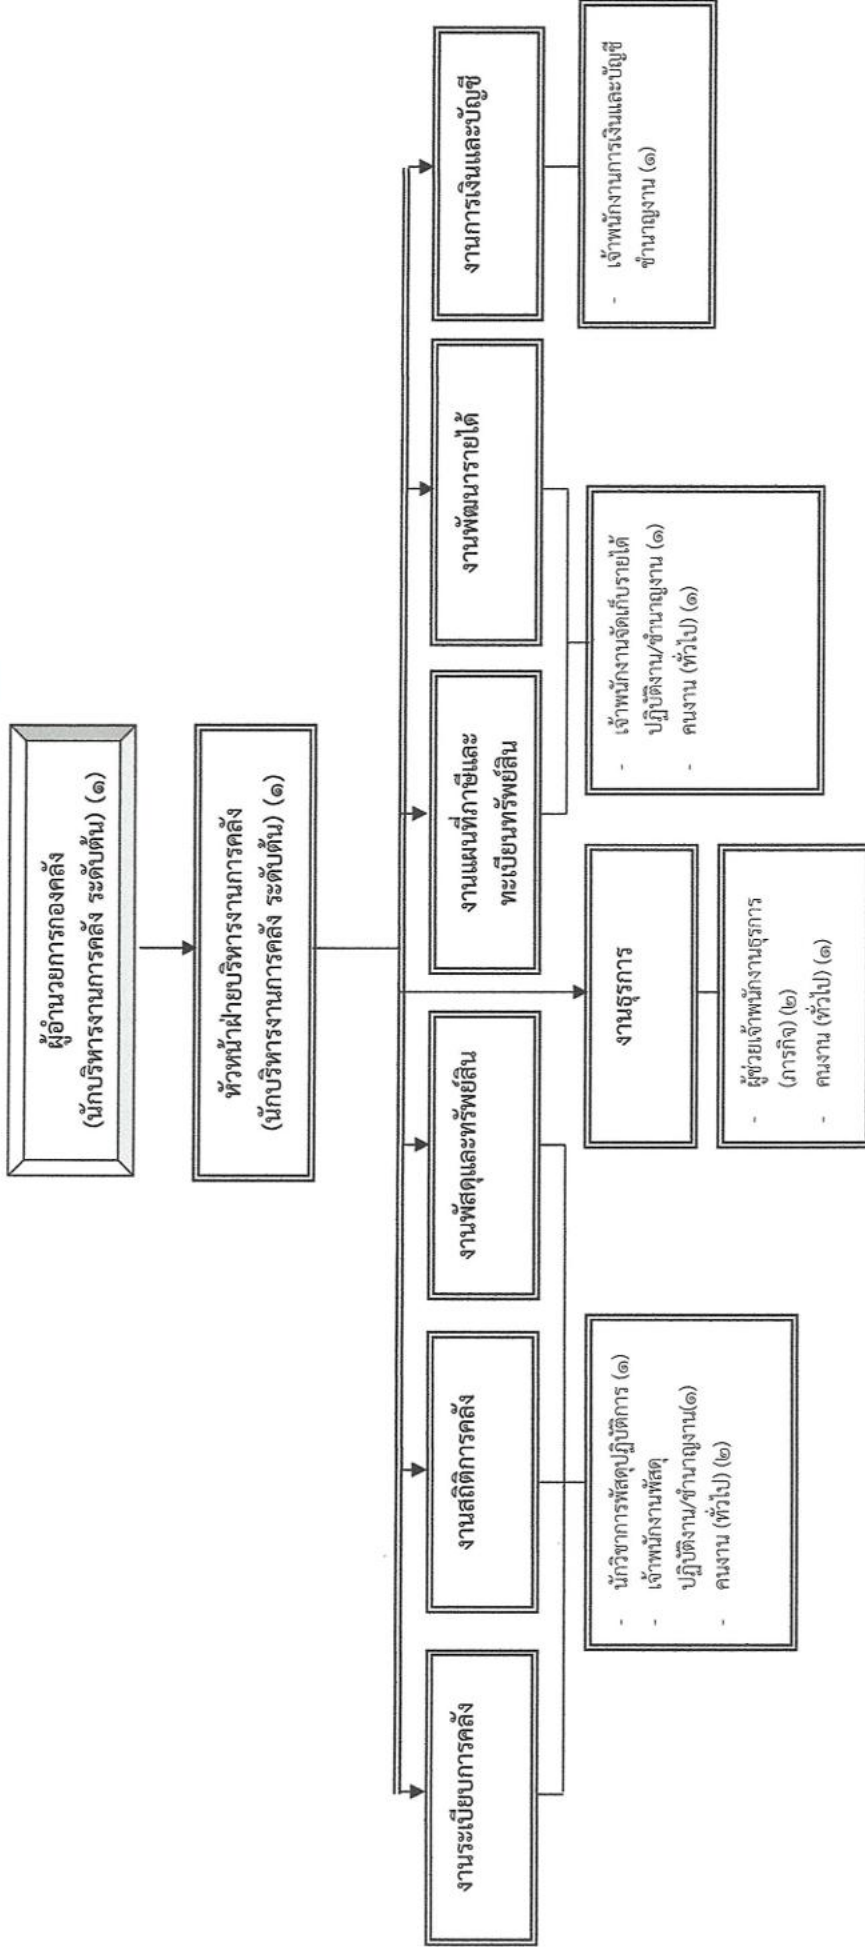 ผู้อำนวยการกองคลัง
(นักบริหารงานการคลัง ระดับต้น) (๑)
หัวหน้าฝ่ายบริหารงานการคลัง
(นักบริหารงานการคลัง ระดับต้น) (๑)
งานระเบียบการคลัง
งานสถิติการคลัง
งานพัสดุและทรัพย์สิน
งานแผนที่ภาษีและ
ทะเบียนทรัพย์สิน
งานพัฒนารายได้
งานการเงินและบัญชี
- นักวิชาการพัสดุปฏิบัติการ (๑)
- เจ้าพนักงานพัสดุ
ปฏิบัติงาน/ชำนาญงาน(๑)
- คนงาน (ทั่วไป) (๒)
งานธุรการ
- ผู้ช่วยเจ้าพนักงานธุรการ
(ภารกิจ) (๒)
- คนงาน (ทั่วไป) (๑)
- เจ้าพนักงานจัดเก็บรายได้
ปฏิบัติงาน/ชำนาญงาน (๑)
- คนงาน (ทั่วไป) (๑)
- เจ้าพนักงานการเงินและบัญชี
ชำนาญงาน (๑)